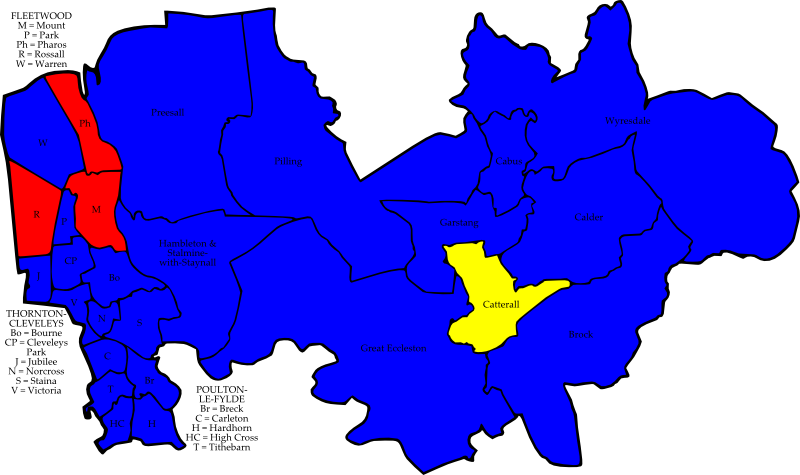 FLEETWOOD
M = Mount
P = Park
Ph = Pharos
R = Rossall
W = Warren
Ph
W
R
P
M
Preesall
Pilling
Wyresdale
Cabus
Garstang
Calder
Hambleton &
Stalmine-
with-Staynall
Catterall
Great Eccleston
Brock
CP
J
Bo
V
N
S
C
T
Br
HC
H
THORNTON-
CLEVELEYS
Bo = Bourne
CP = Cleveleys
Park
J = Jubilee
N = Norcross
S = Staina
V = Victoria
POULTON-
LE-FYLDE
Br = Breck
C = Carleton
H = Hardhorn
HC = High Cross
T = Tithebarn